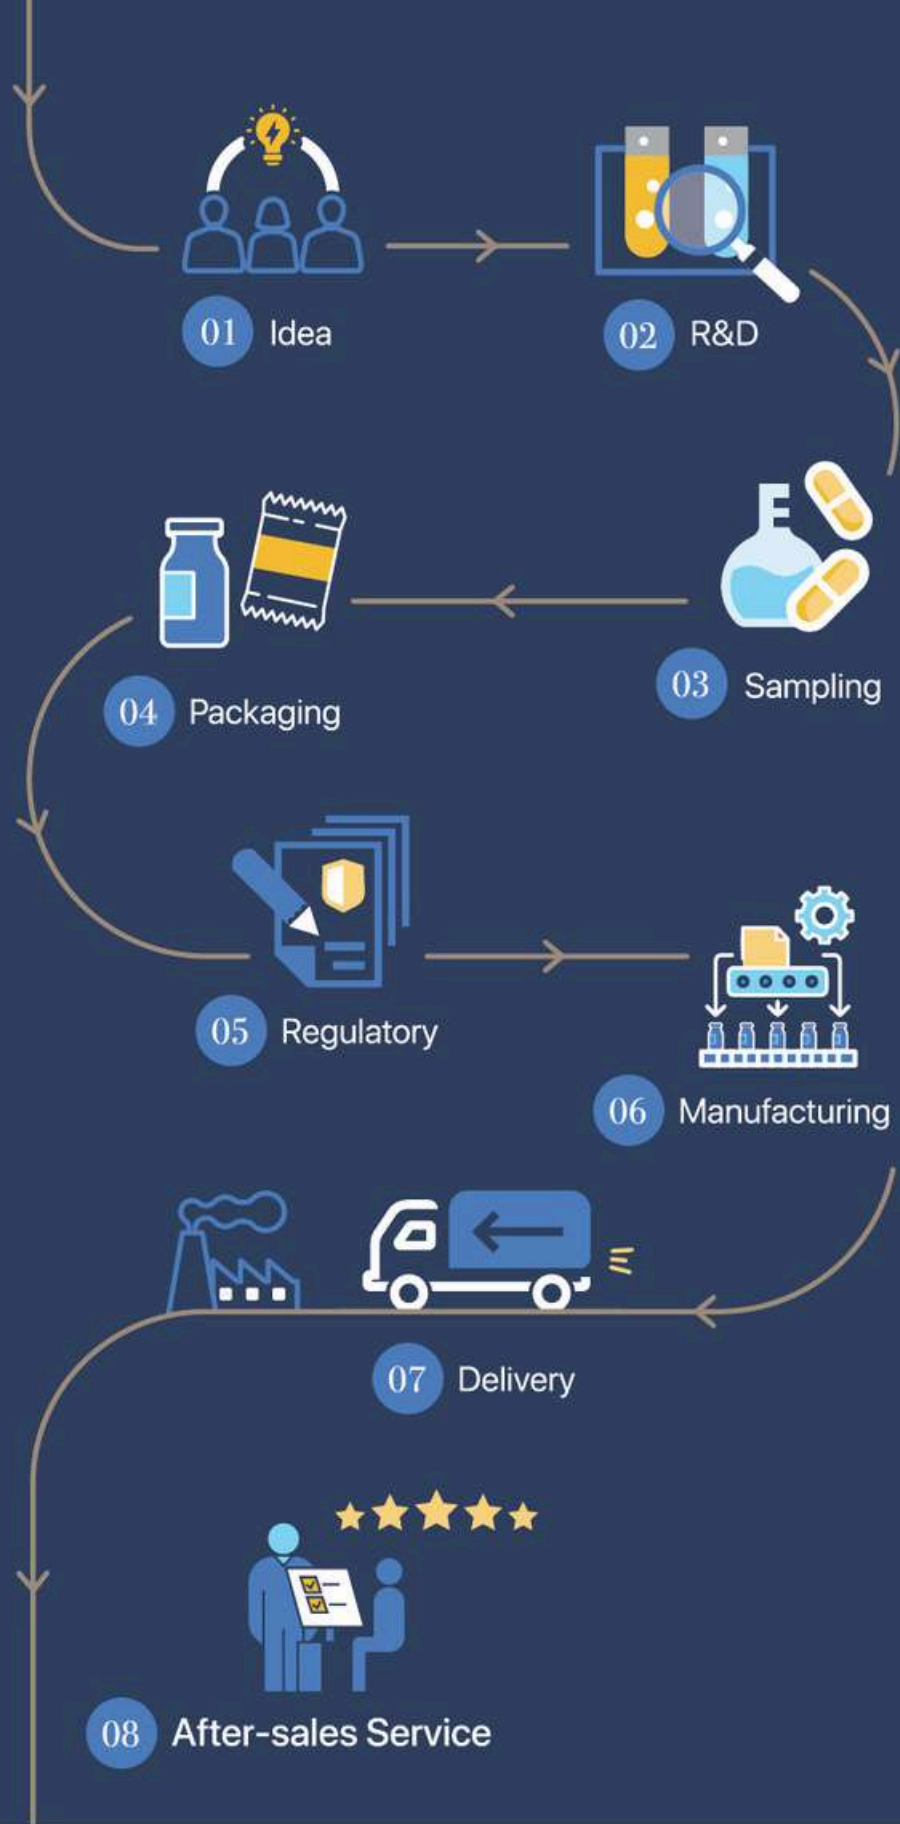 01 Idea
02 R&D
03 Sampling
04 Packaging
05 Regulatory
06 Manufacturing
07 Delivery
08 After-sales Service